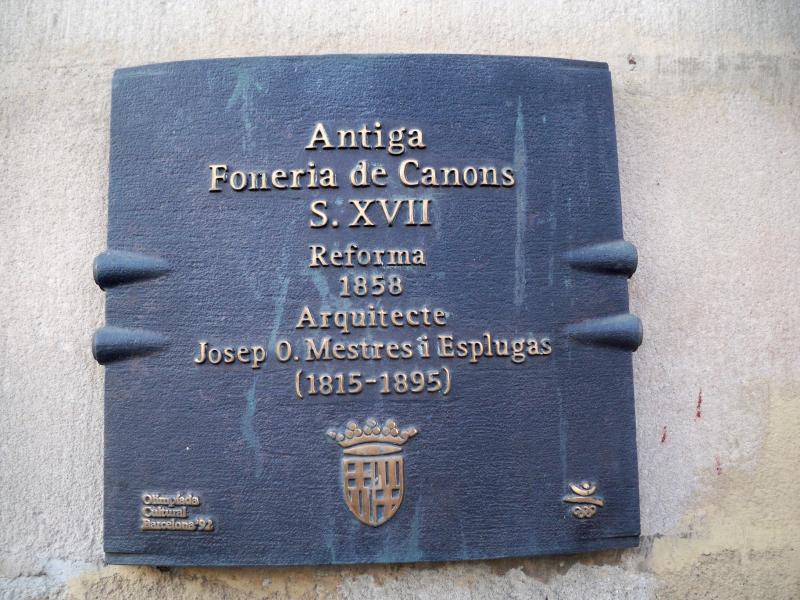 Antiga
Foneria de Canons
S. XVII
Reforma
1858
Arquitecte
Josep O. Mestres i Esplugas
(1815-1895)
Olimpíada
Cultural
Barcelona '92